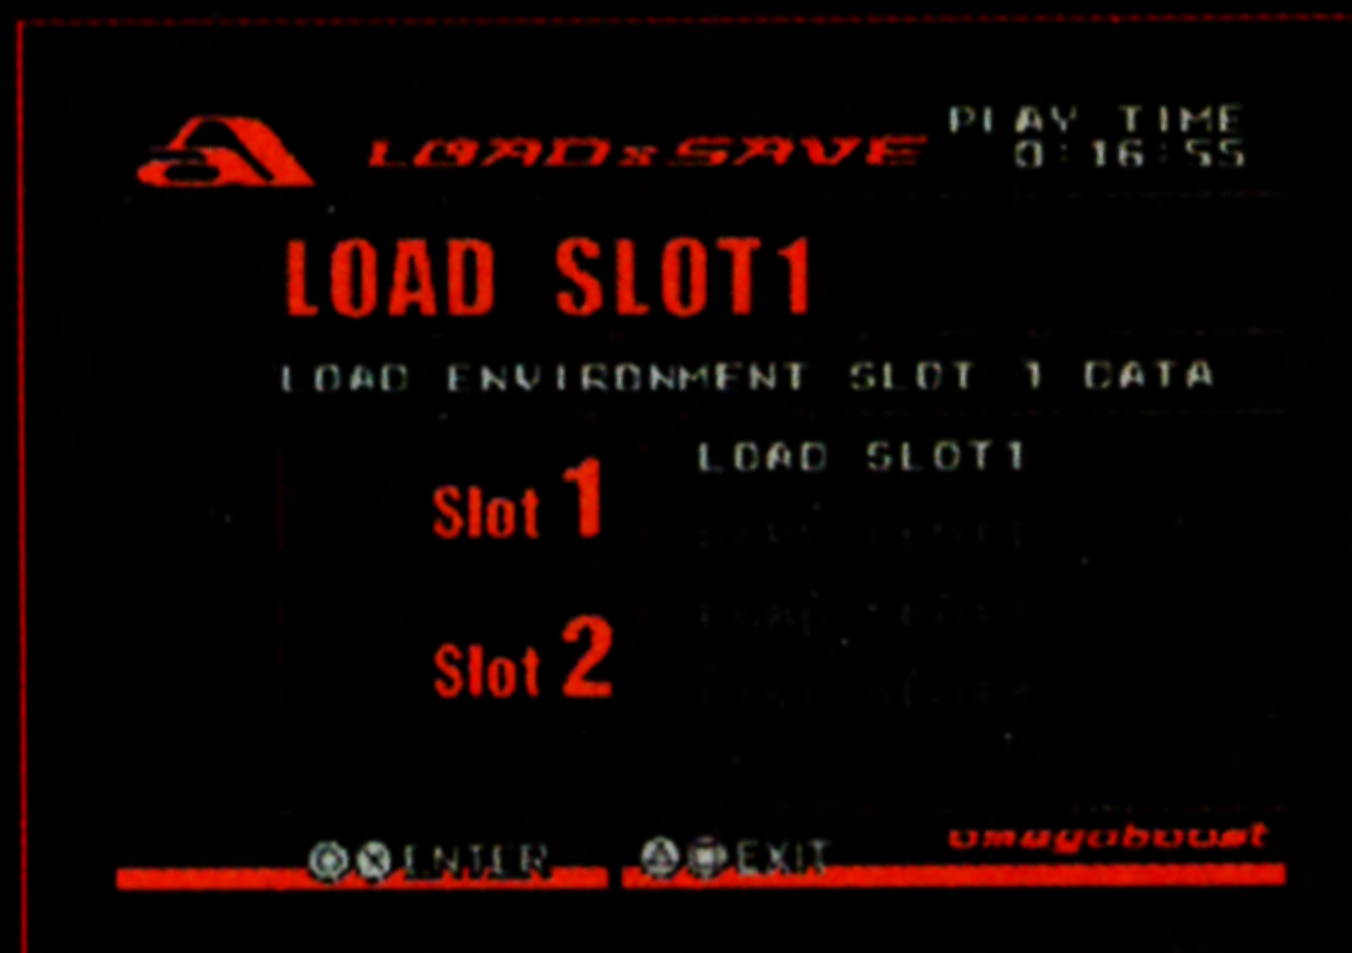 LOAD & SAVE
PLAY TIME
0:16:55
LOAD SLOT1
LOAD ENVIRONMENT SLOT 1 DATA
Slot 1
LOAD SLOT1
Slot 2
ENTER
EXIT
omegaboost